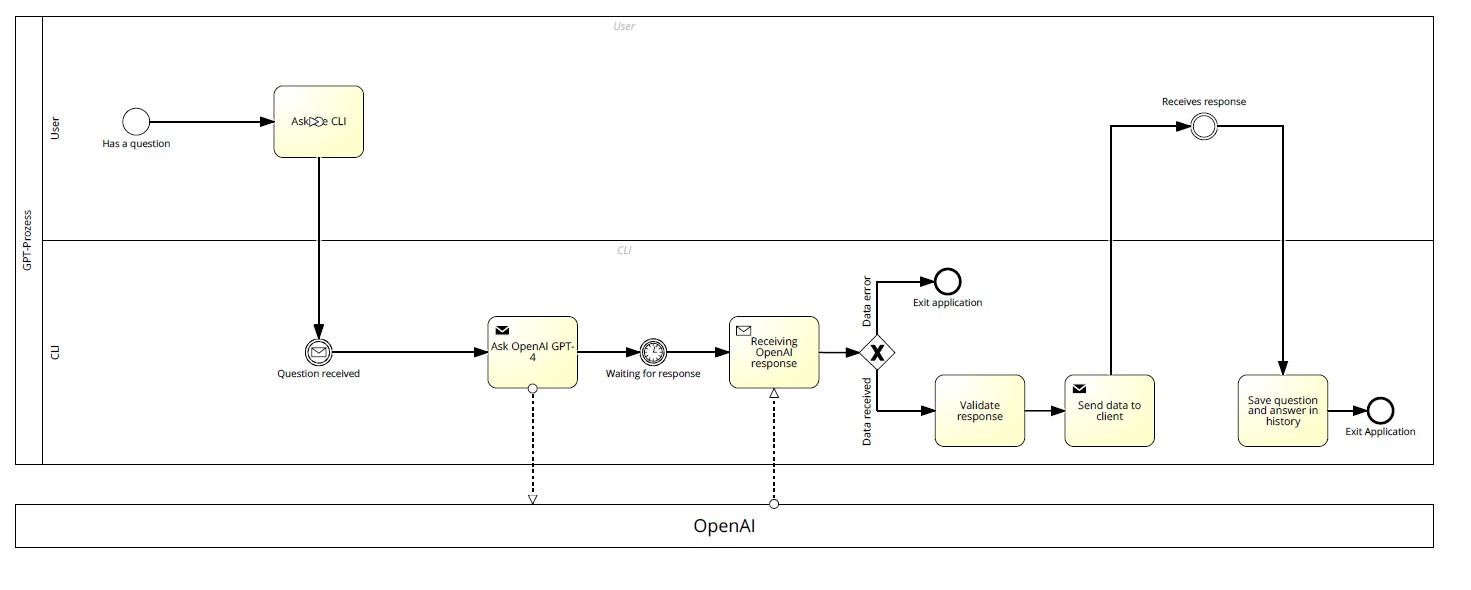 User
GPT-Prozess
User
Has a question
Ask e CLI
Receives response
CLI
CLI
Question received
Ask OpenAI GPT-
4
Waiting for response
Receiving
OpenAI
response
Data error
Exit application
Data received
Validate
response
Send data to
client
Save question
and answer in
history
Exit Application
OpenAI